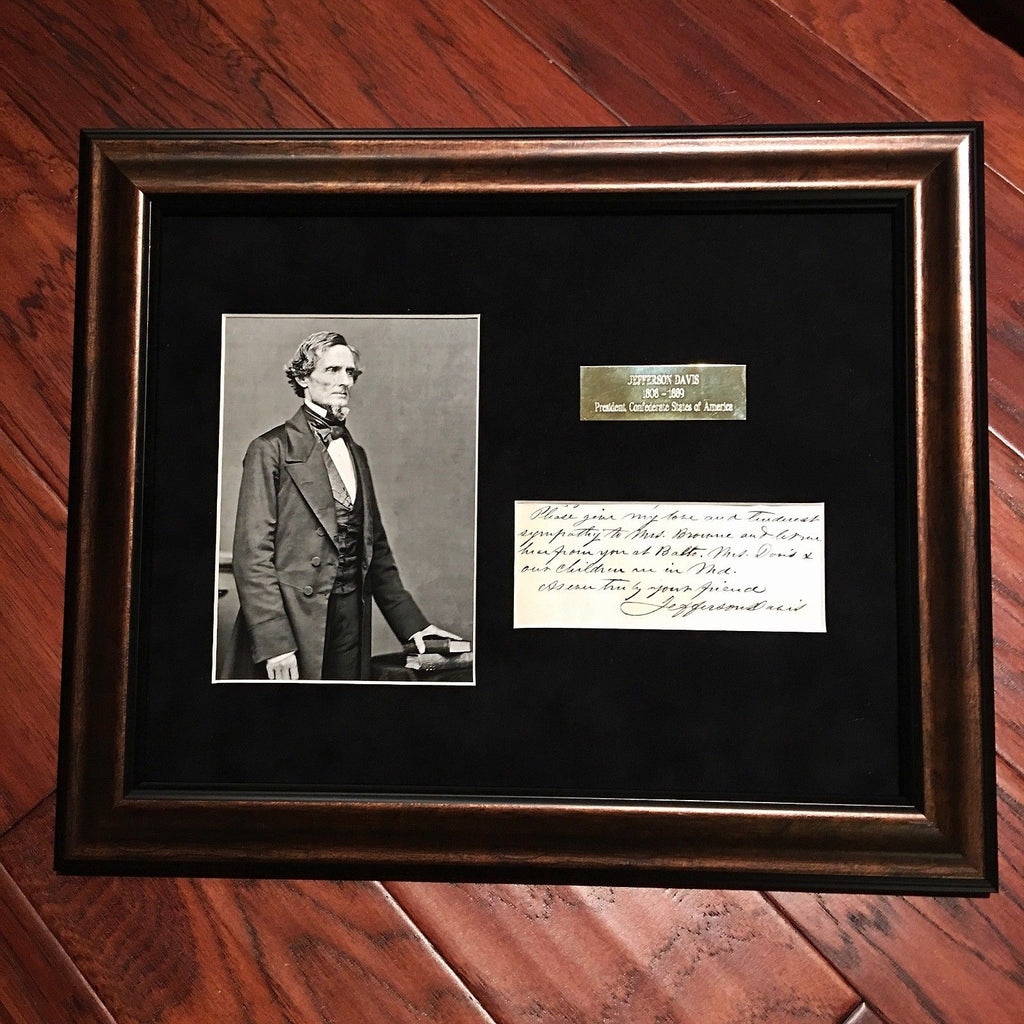 JEFFERSON DAVIS
1808 - 1889
President, Confederate States of America
Please give my love and tenderest
sympathy to Mrs. Browne and let me
hear from you at Balto. Mrs. Davis &
our children are in Md.
As ever truly your friend
Jefferson Davis